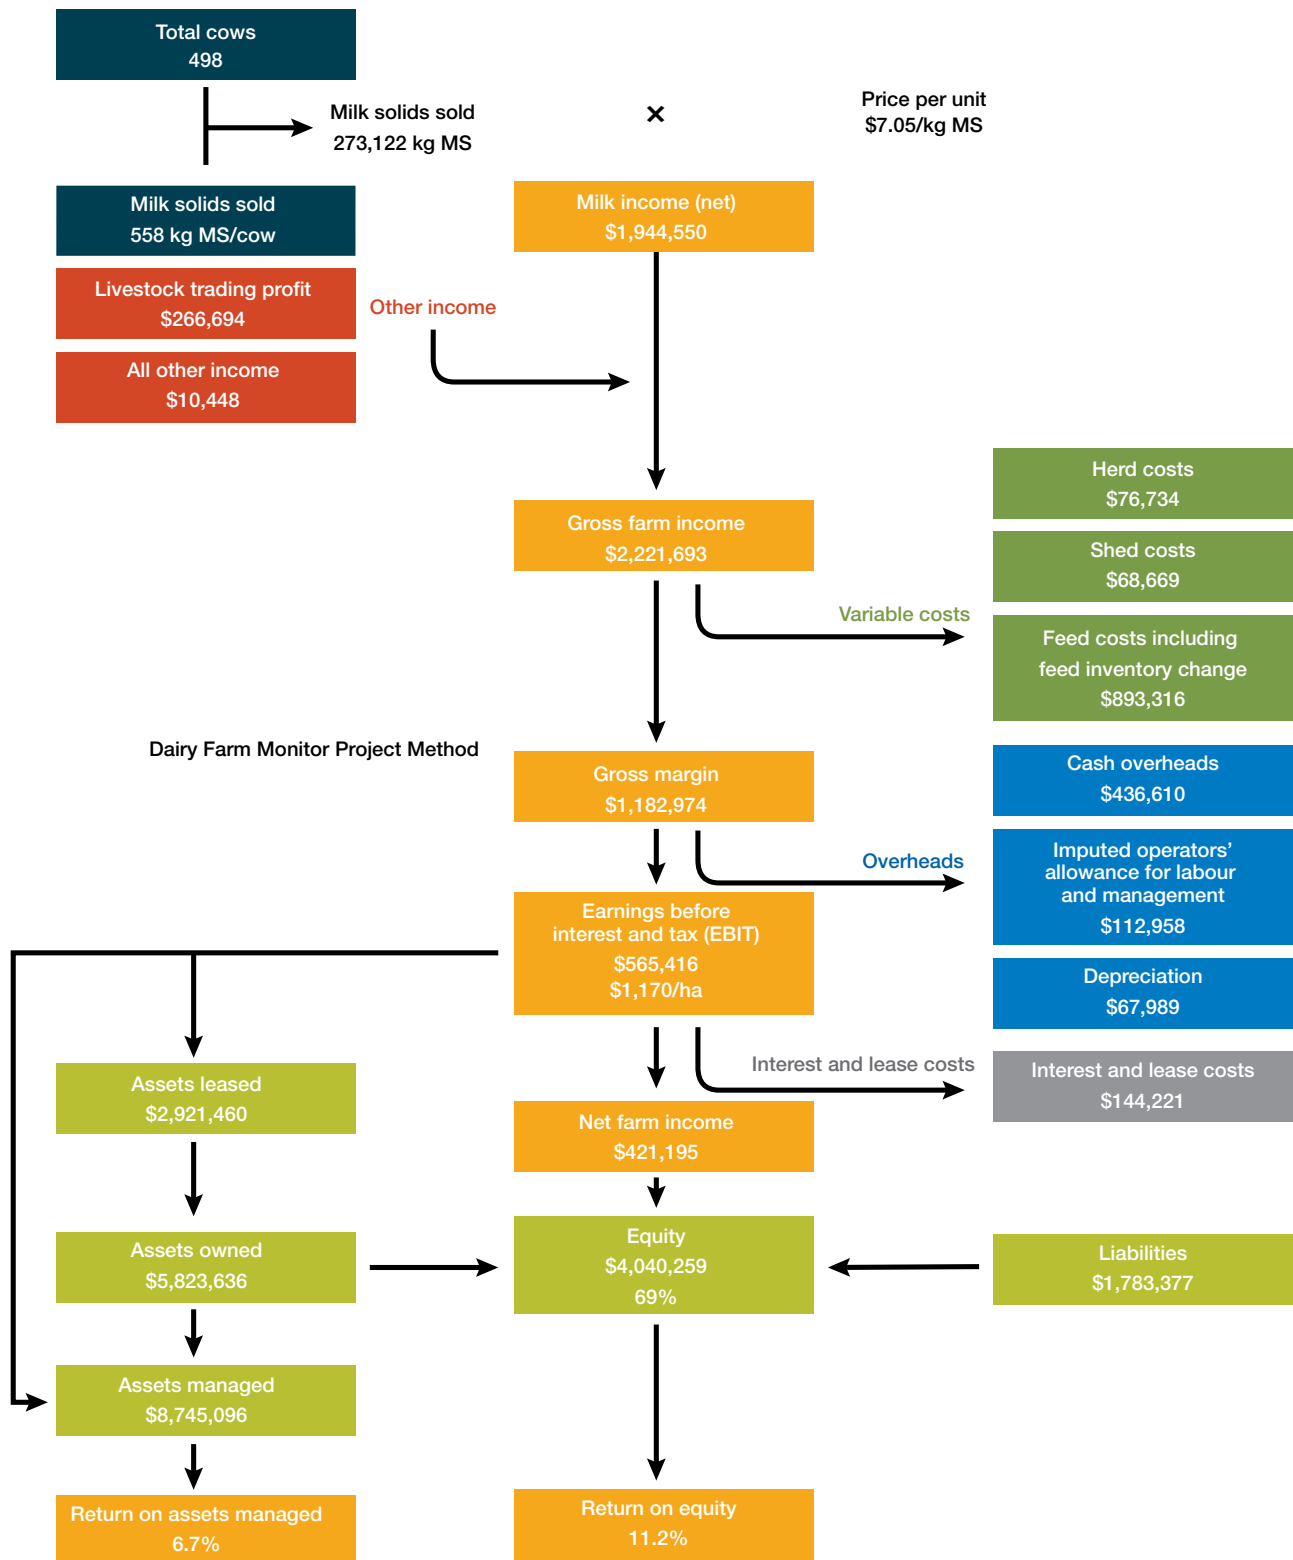 Total cows
498
Milk solids sold
273,122 kg MS
×
Price per unit
$7.05/kg MS
Milk solids sold
558 kg MS/cow
Milk income (net)
$1,944,550
Livestock trading profit
$266,694
Other income
All other income
$10,448
Gross farm income
$2,221,693
Herd costs
$76,734
Shed costs
$68,669
Variable costs
Feed costs including
feed inventory change
$893,316
Dairy Farm Monitor Project Method
Gross margin
$1,182,974
Cash overheads
$436,610
Overheads
Imputed operators’
allowance for labour
and management
$112,958
Earnings before
interest and tax (EBIT)
$565,416
$1,170/ha
Depreciation
$67,989
Interest and lease costs
Interest and lease costs
$144,221
Assets leased
$2,921,460
Net farm income
$421,195
Assets owned
$5,823,636
Equity
$4,040,259
69%
Liabilities
$1,783,377
Assets managed
$8,745,096
Return on assets managed
6.7%
Return on equity
11.2%